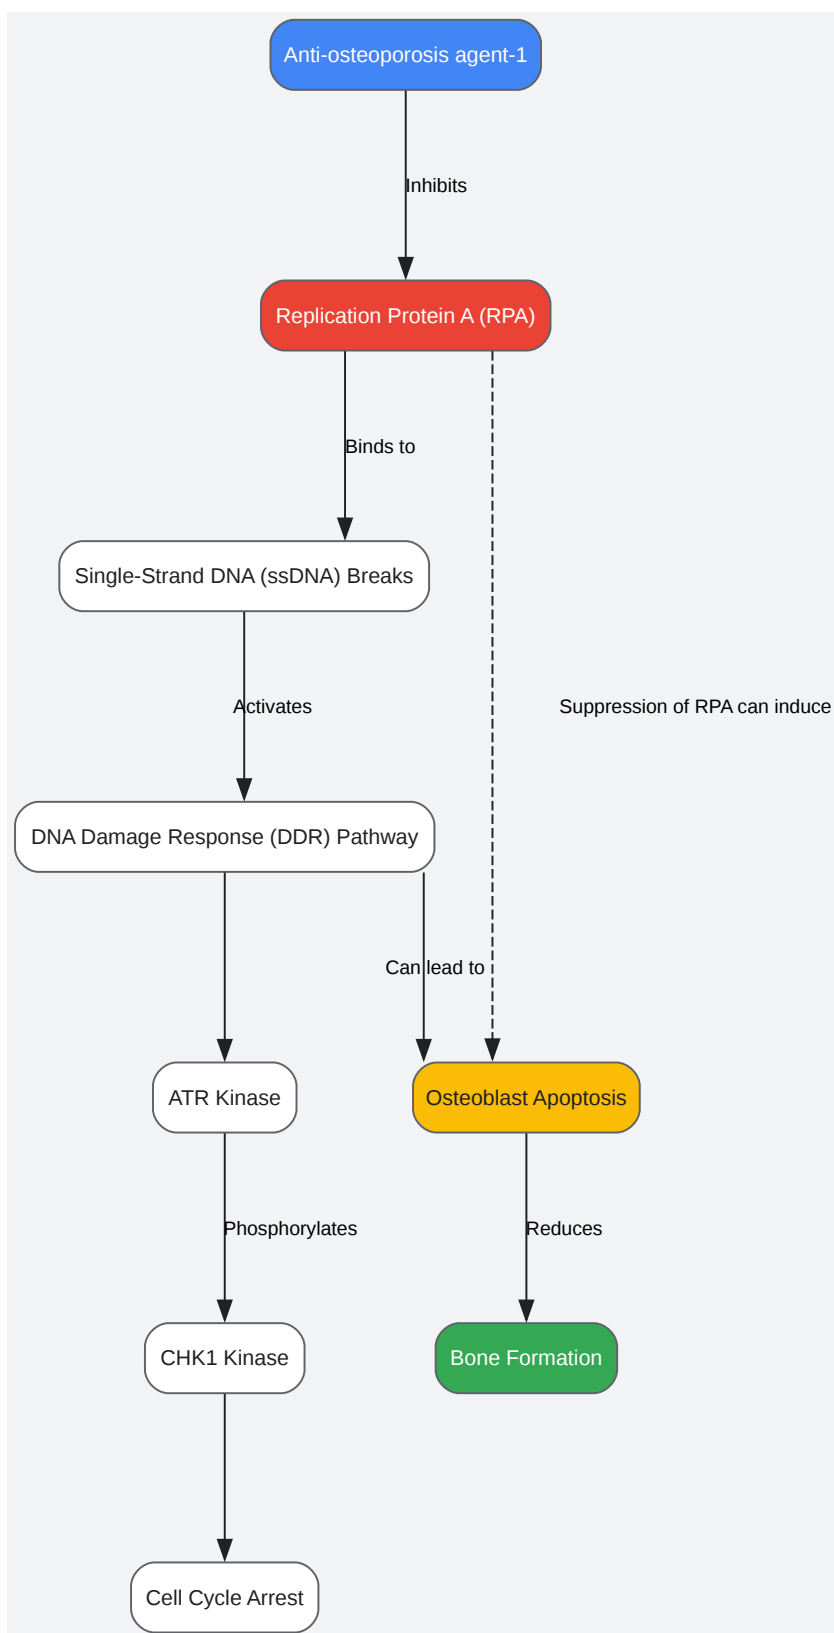 Anti-osteoporosis agent-1
Inhibits
Replication Protein A (RPA)
Binds to
Single-Strand DNA (ssDNA) Breaks
Activates
Suppression of RPA can induce
DNA Damage Response (DDR) Pathway
Can lead to
ATR Kinase
Osteoblast Apoptosis
Phosphorylates
Reduces
CHK1 Kinase
Bone Formation
Cell Cycle Arrest